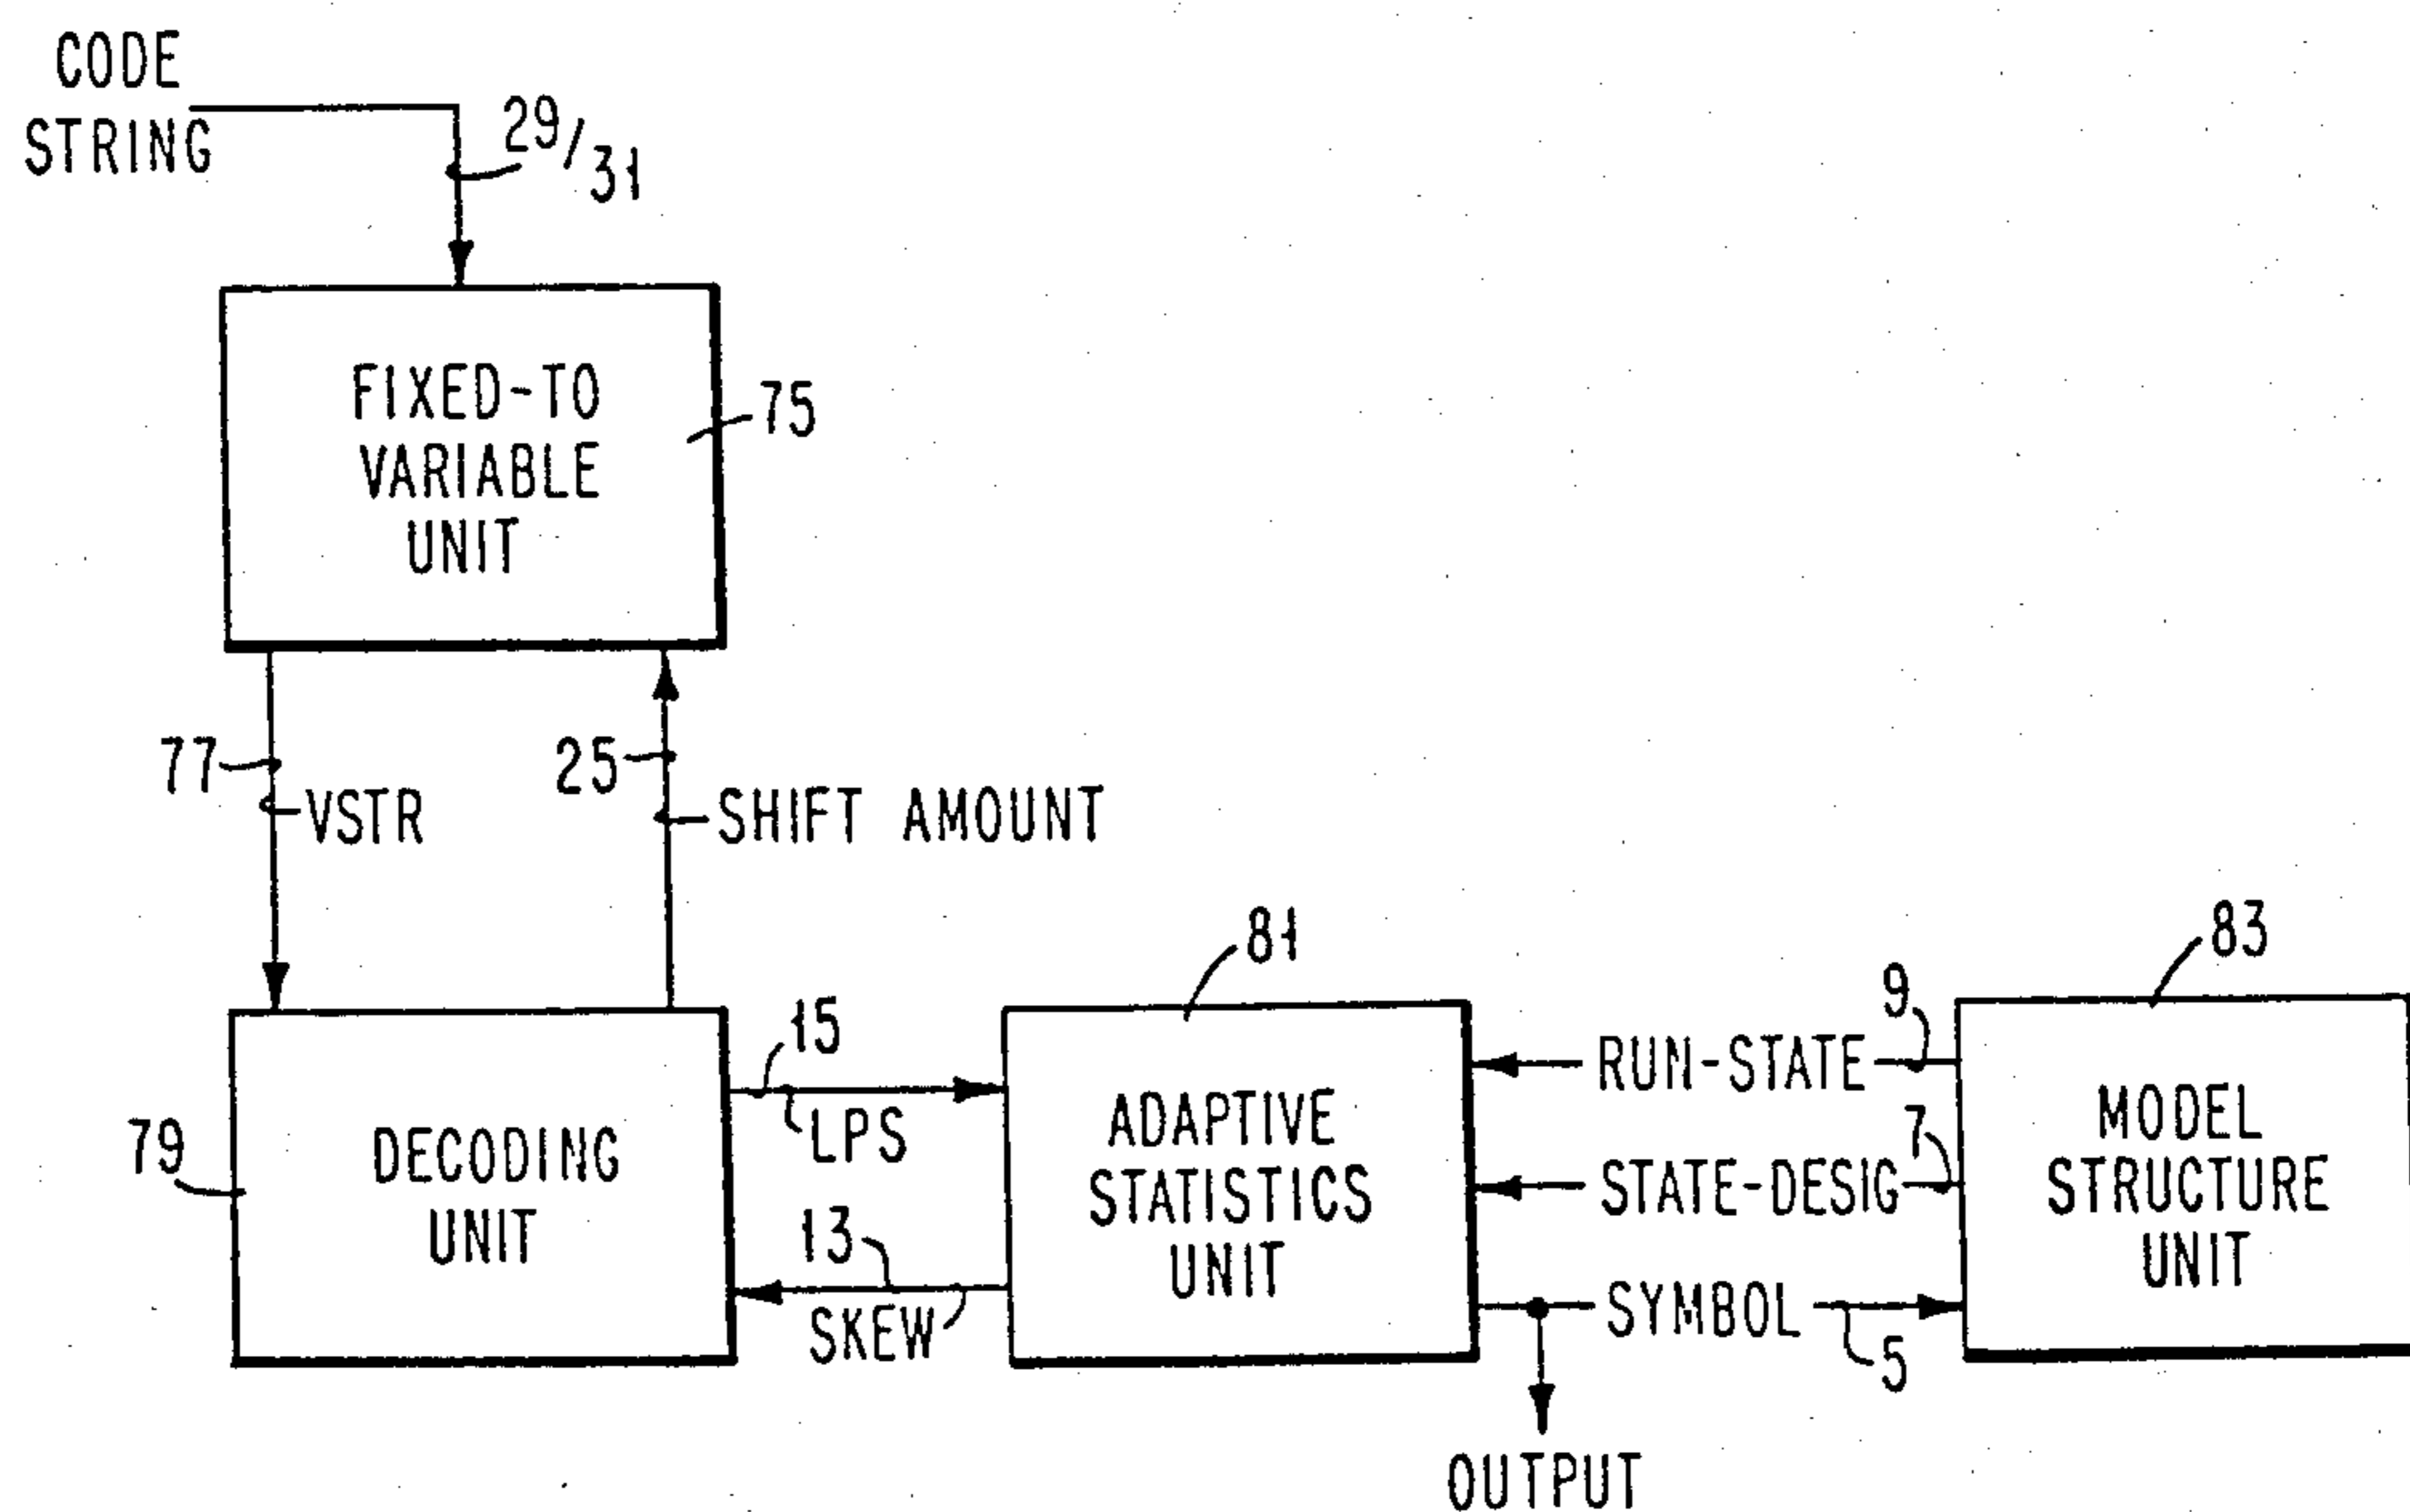 CODE
STRING
29/31
FIXED-TO
VARIABLE
UNIT
75
77
VSTR
25
SHIFT AMOUNT
79
DECODING
UNIT
15
LPS
13
SKEW
81
ADAPTIVE
STATISTICS
UNIT
9
RUN-STATE
7
STATE-DESIG
SYMBOL
5
OUTPUT
83
MODEL
STRUCTURE
UNIT